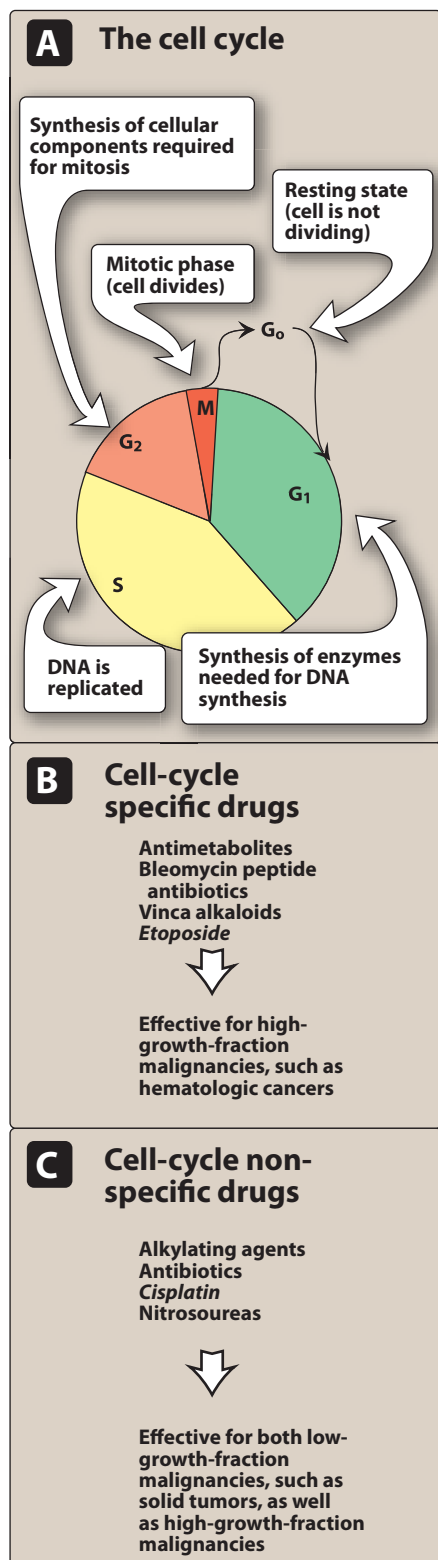 A The cell cycle
Synthesis of cellular
components required
for mitosis
Resting state
(cell is not
dividing)
Mitotic phase
(cell divides)
G₀
M
G₂
G₁
S
DNA is
replicated
Synthesis of enzymes
needed for DNA
synthesis
B Cell-cycle
specific drugs
Antimetabolites
Bleomycin peptide
antibiotics
Vinca alkaloids
Etoposide
Effective for high-
growth-fraction
malignancies, such as
hematologic cancers
C Cell-cycle non-
specific drugs
Alkylating agents
Antibiotics
Cisplatin
Nitrosoureas
Effective for both low-
growth-fraction
malignancies, such as
solid tumors, as well
as high-growth-fraction
malignancies